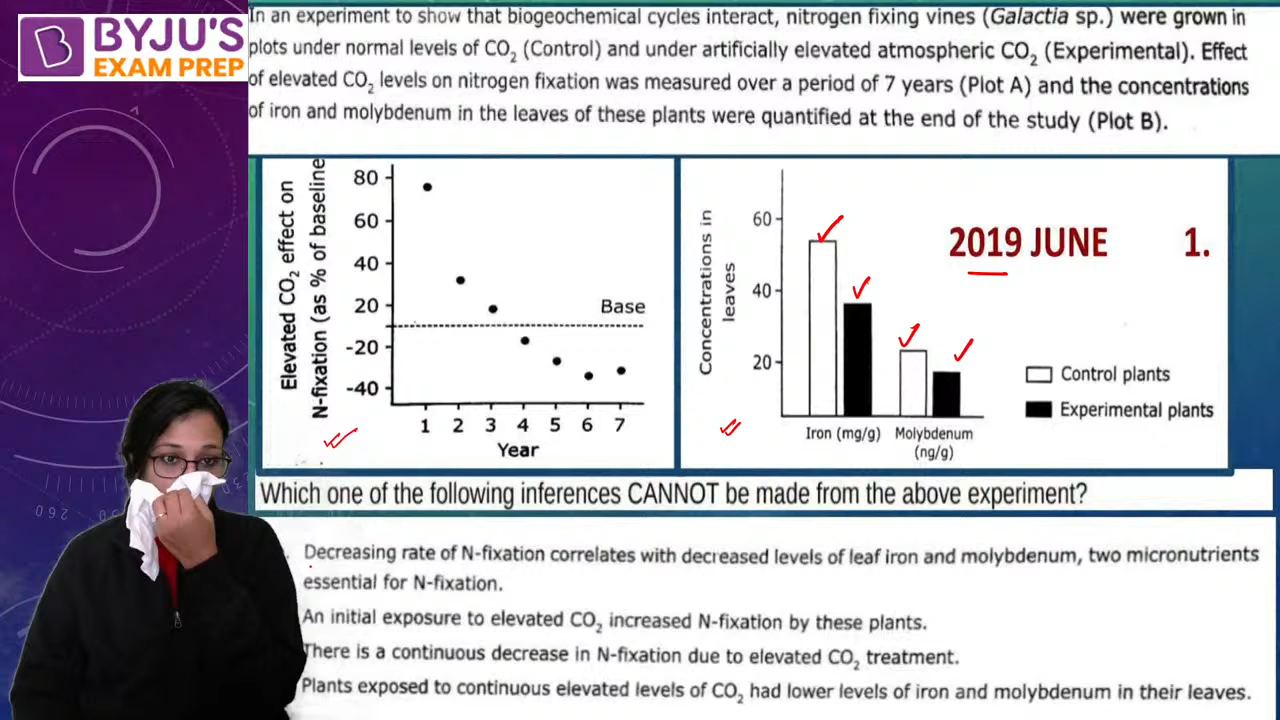 BYJU'S
EXAM PREP
In an experiment to show that biogeochemical cycles interact, nitrogen fixing vines (Galactia sp.) were grown in
plots under normal levels of CO₂ (Control) and under artificially elevated atmospheric CO₂ (Experimental). Effect
of elevated CO₂ levels on nitrogen fixation was measured over a period of 7 years (Plot A) and the concentrations
of iron and molybdenum in the leaves of these plants were quantified at the end of the study (Plot B).
Elevated CO₂ effect on
N-fixation (as % of baseline
80
60
40
20
-20
-40
Base
1 2 3 4 5 6 7
Year
Concentrations in
leaves
60
40
20
Iron (mg/g) Molybdenum
(ng/g)
2019 JUNE 1.
Control plants
Experimental plants
Which one of the following inferences CANNOT be made from the above experiment?
Decreasing rate of N-fixation correlates with decreased levels of leaf iron and molybdenum, two micronutrients
essential for N-fixation.
An initial exposure to elevated CO₂ increased N-fixation by these plants.
There is a continuous decrease in N-fixation due to elevated CO₂ treatment.
Plants exposed to continuous elevated levels of CO₂ had lower levels of iron and molybdenum in their leaves.
260